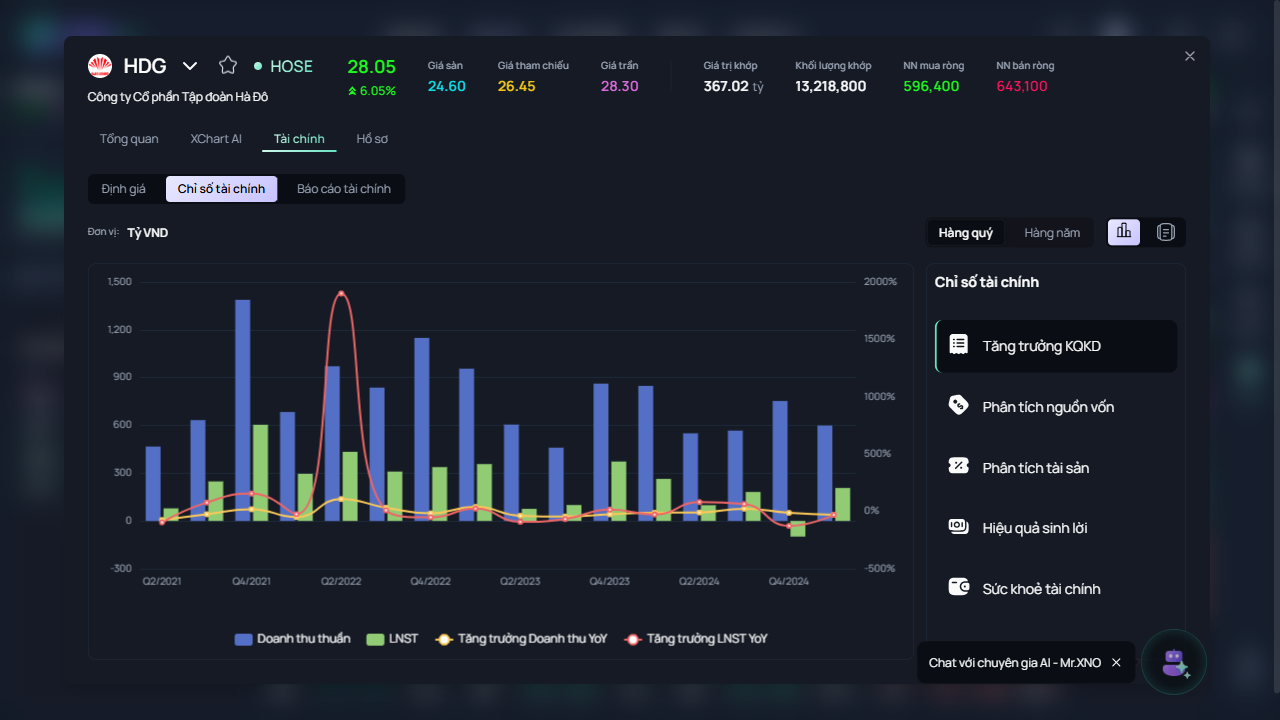 HDG
HOSE
Công ty Cổ phần Tập đoàn Hà Đô
28.05
6.05%
Giá sàn
24.60
Giá tham chiếu
26.45
Giá trần
28.30
Giá trị khớp
367.02 tỷ
Khối lượng khớp
13,218,800
NN mua ròng
596,400
NN bán ròng
643,100
Tổng quan
XChart AI
Tài chính
Hồ sơ
Định giá
Chỉ số tài chính
Báo cáo tài chính
Đơn vị: Tỷ VND
Hàng quý
Hàng năm
1,500
1,200
900
600
300
0
-300
2000%
1500%
1000%
500%
0%
-500%
Q2/2021
Q4/2021
Q2/2022
Q4/2022
Q2/2023
Q4/2023
Q2/2024
Q4/2024
Doanh thu thuần
LNST
Tăng trưởng Doanh thu YoY
Tăng trưởng LNST YoY
Chỉ số tài chính
Tăng trưởng KQKD
Phân tích nguồn vốn
Phân tích tài sản
Hiệu quả sinh lời
Sức khoẻ tài chính
Chat với chuyên gia AI - Mr.XNO